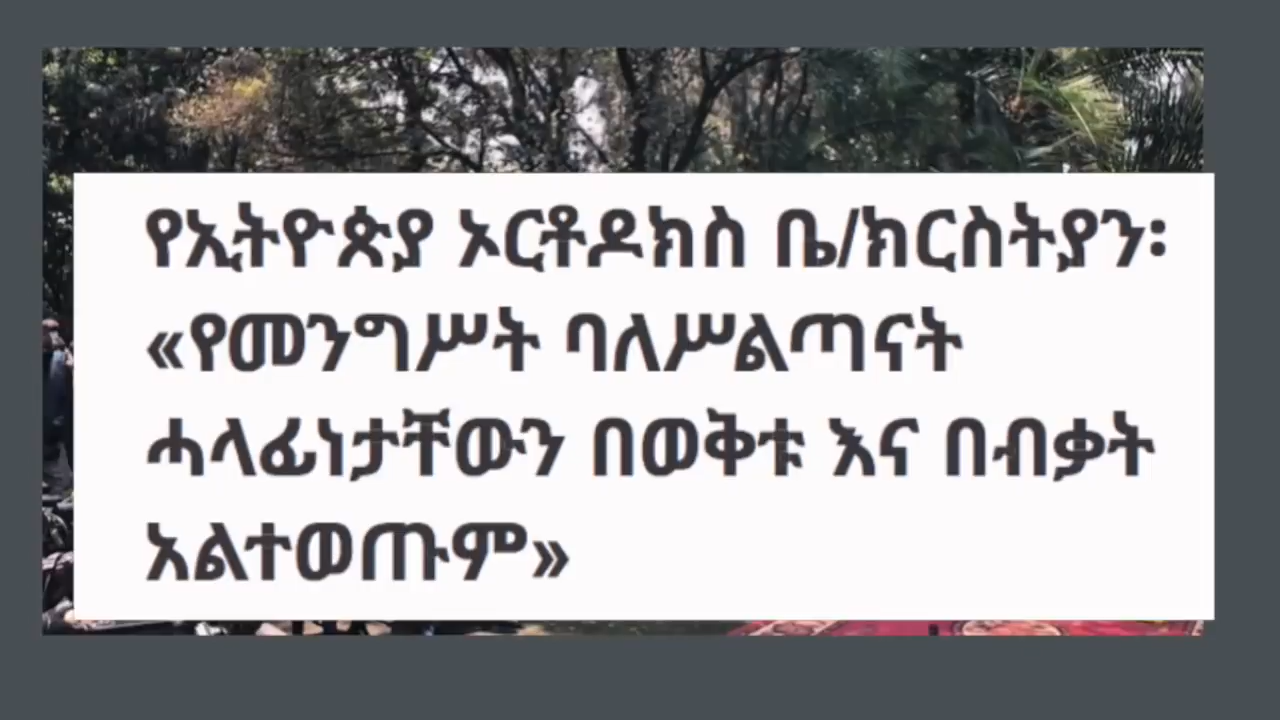 የኢትዮጵያ ኦርቶዶክስ ቤ/ክርስትያን፡
«የመንግሥት ባለሥልጣናት
ሓላፊነታቸውን በወቅቱ እና በብቃት
አልተወጡም»